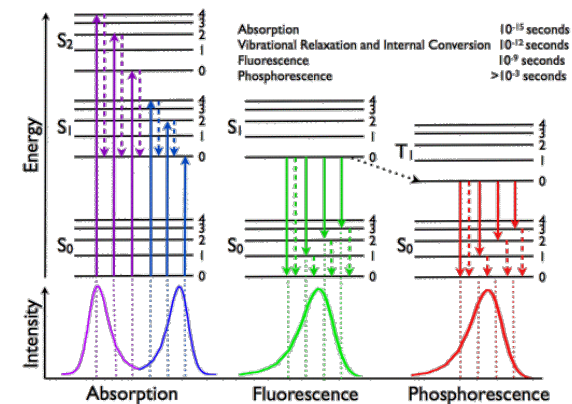 Absorption 10-15 seconds
Vibrational Relaxation and Internal Conversion 10-12 seconds
Fluorescence 10-9 seconds
Phosphorescence >10-3 seconds
Energy
S2
4
3
2
1
0
S1
4
3
2
1
0
S0
4
3
2
1
0
S1
4
3
2
1
0
S0
4
3
2
1
0
T1
4
3
2
1
0
S0
4
3
2
1
0
Intensity
Absorption Fluorescence Phosphorescence